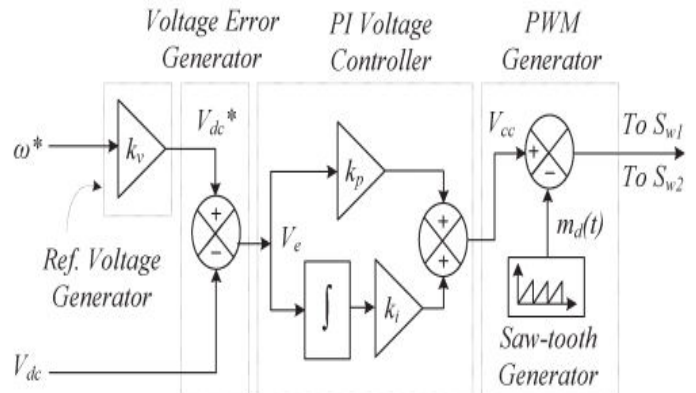 Voltage Error
Generator
PI Voltage
Controller
PWM
Generator
ω*
k_v
V_dc*
+
−
V_e
k_p
∫
k_i
+
+
V_cc
+
−
To S_w1
To S_w2
m_d(t)
Ref. Voltage
Generator
V_dc
Saw-tooth
Generator